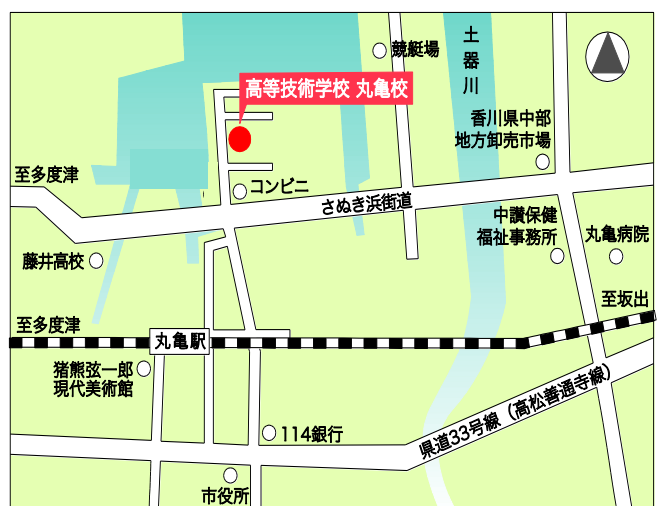 競艇場
土器川
高等技術学校 丸亀校
香川県中部
地方卸売市場
至多度津
コンビニ
さぬき浜街道
中讃保健
福祉事務所
丸亀病院
藤井高校
至坂出
至多度津
丸亀駅
猪熊弦一郎
現代美術館
県道33号線（高松善通寺線）
114銀行
市役所